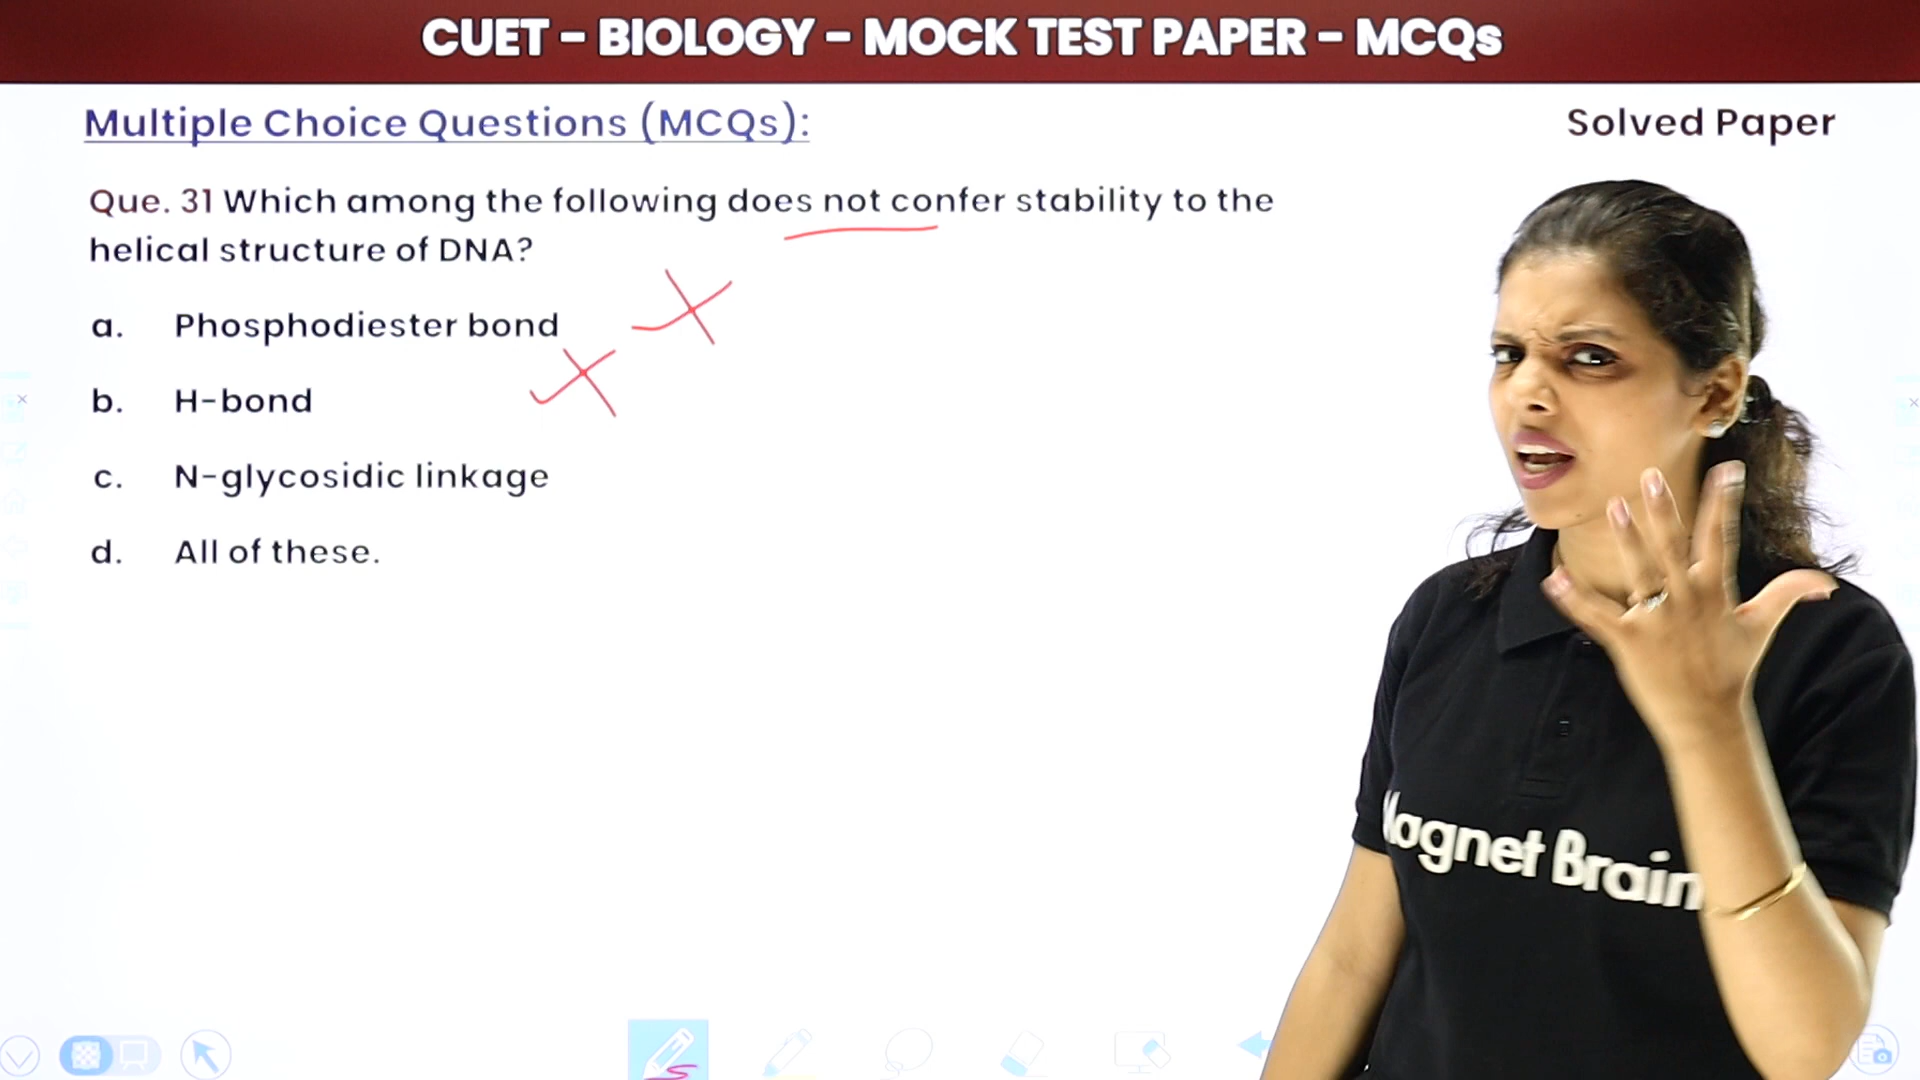 CUET - BIOLOGY - MOCK TEST PAPER - MCQs
Multiple Choice Questions (MCQs):
Solved Paper
Que. 31 Which among the following does not confer stability to the
helical structure of DNA?
a. Phosphodiester bond
b. H-bond
c. N-glycosidic linkage
d. All of these.
Magnet Brain